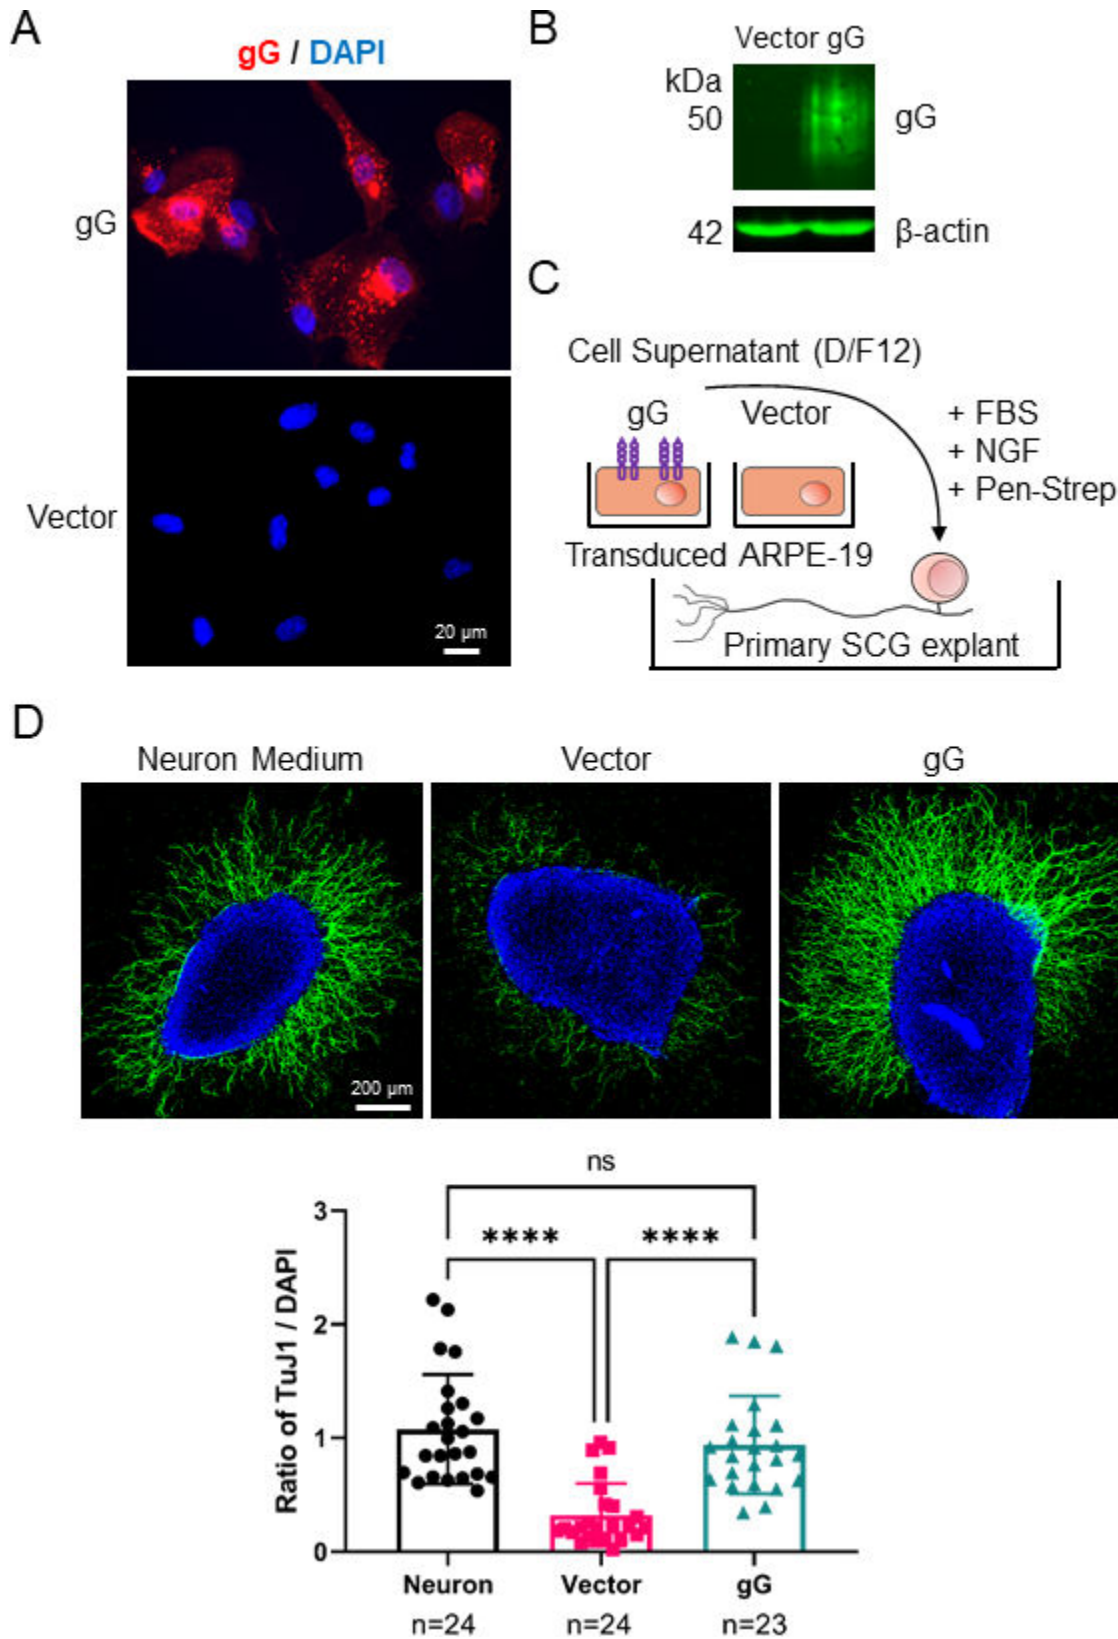 A
gG / DAPI
gG
Vector
20 µm
B
Vector gG
kDa
50
gG
42
β-actin
C
Cell Supernatant (D/F12)
gG
Vector
+ FBS
+ NGF
+ Pen-Strep
Transduced ARPE-19
Primary SCG explant
D
Neuron Medium
Vector
gG
200 µm
ns
**** ****
Ratio of TuJ1 / DAPI
3
2
1
0
Neuron
Vector
gG
n=24
n=24
n=23